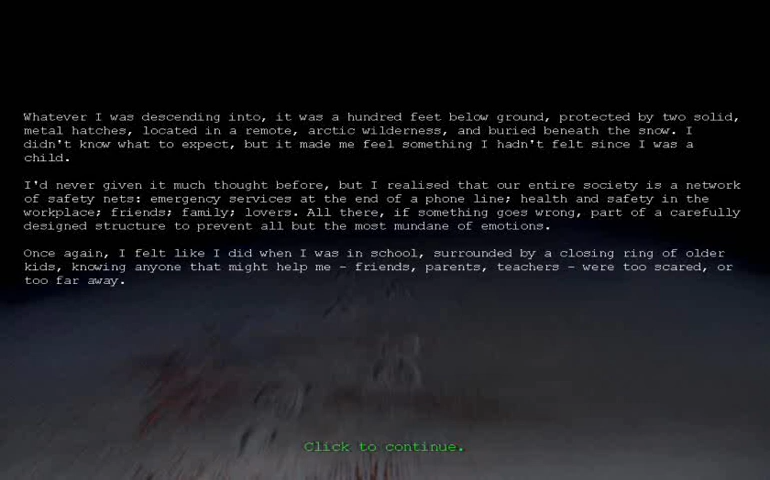 Whatever I was descending into, it was a hundred feet below ground, protected by two solid,
metal hatches, located in a remote, arctic wilderness, and buried beneath the snow. I
didn't know what to expect, but it made me feel something I hadn't felt since I was a
child.
I'd never given it much thought before, but I realised that our entire society is a network
of safety nets: emergency services at the end of a phone line; health and safety in the
workplace; friends; family; lovers. All there, if something goes wrong, part of a carefully
designed structure to prevent all but the most mundane of emotions.
Once again, I felt like I did when I was in school, surrounded by a closing ring of older
kids, knowing anyone that might help me - friends, parents, teachers - were too scared, or
too far away.
Click to continue.